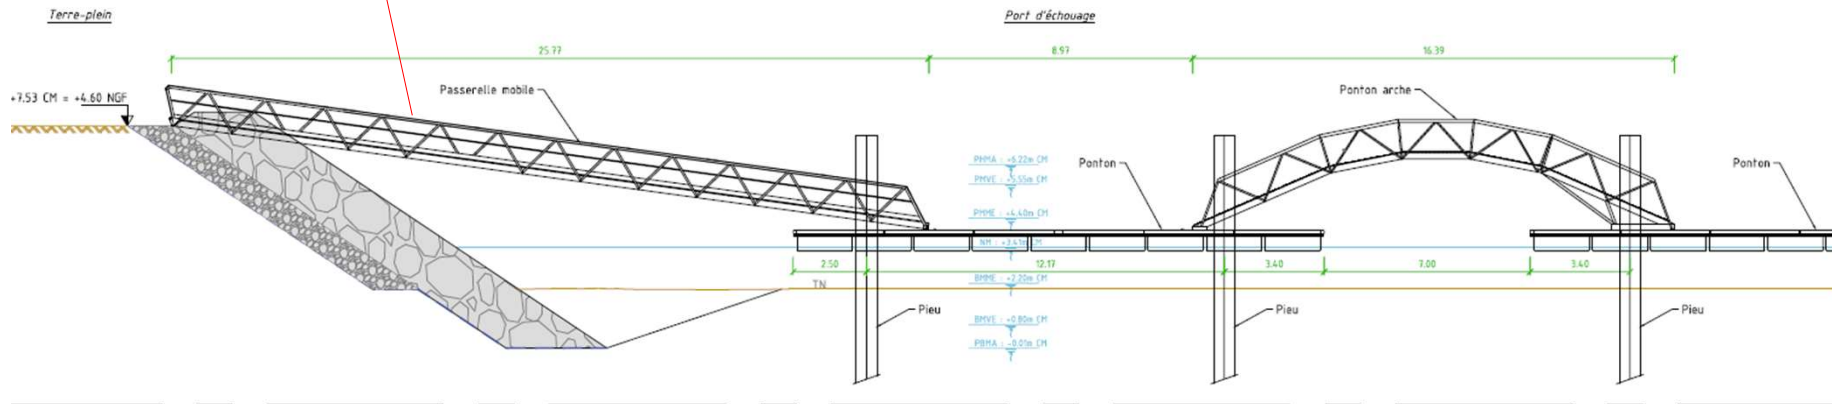 Terre-plein
Port d'échouage
25.77
8.97
16.39
+7.53 CM = +4.60 NGF
Passerelle mobile
Ponton arche
PHMA : +6.22m CM
Ponton
Ponton
PMVE : +5.55m CM
PMME : +4.40m CM
NM : +3.41m CM
2.50
12.17
3.40
7.00
3.40
BMME : +2.20m CM
TN
Pieu
Pieu
Pieu
BMVE : +0.80m CM
PBMA : -0.01m CM